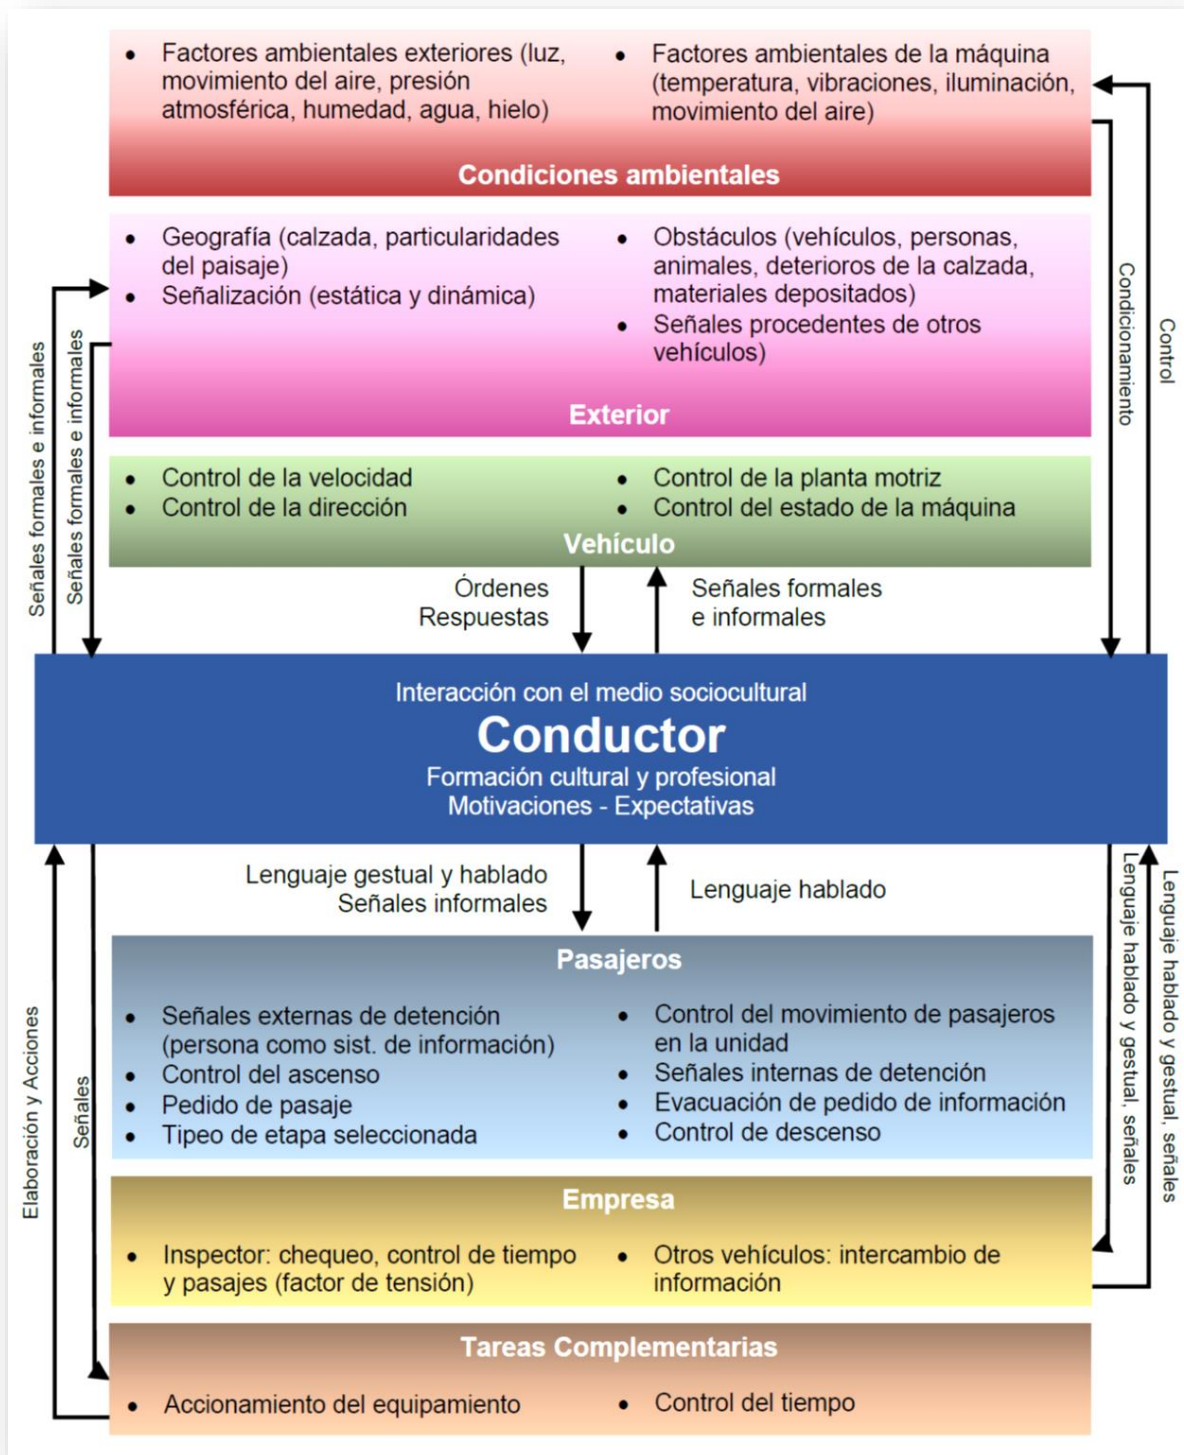 • Factores ambientales exteriores (luz,
movimiento del aire, presión
atmosférica, humedad, agua, hielo)
• Factores ambientales de la máquina
(temperatura, vibraciones, iluminación,
movimiento del aire)
Condiciones ambientales
• Geografía (calzada, particularidades
del paisaje)
• Señalización (estática y dinámica)
• Obstáculos (vehículos, personas,
animales, deterioros de la calzada,
materiales depositados)
• Señales procedentes de otros
vehículos)
Exterior
• Control de la velocidad
• Control de la dirección
• Control de la planta motriz
• Control del estado de la máquina
Vehículo
Señales formales e informales
Señales formales e informales
Condicionamiento
Control
Órdenes
Respuestas
Señales formales
e informales
Interacción con el medio sociocultural
Conductor
Formación cultural y profesional
Motivaciones - Expectativas
Lenguaje gestual y hablado
Señales informales
Lenguaje hablado
Pasajeros
• Señales externas de detención
(persona como sist. de información)
• Control del ascenso
• Pedido de pasaje
• Tipeo de etapa seleccionada
• Control del movimiento de pasajeros
en la unidad
• Señales internas de detención
• Evacuación de pedido de información
• Control de descenso
Elaboración y Acciones
Señales
Lenguaje hablado y gestual, señales
Lenguaje hablado y gestual, señales
Empresa
• Inspector: chequeo, control de tiempo
y pasajes (factor de tensión)
• Otros vehículos: intercambio de
información
Tareas Complementarias
• Accionamiento del equipamiento
• Control del tiempo